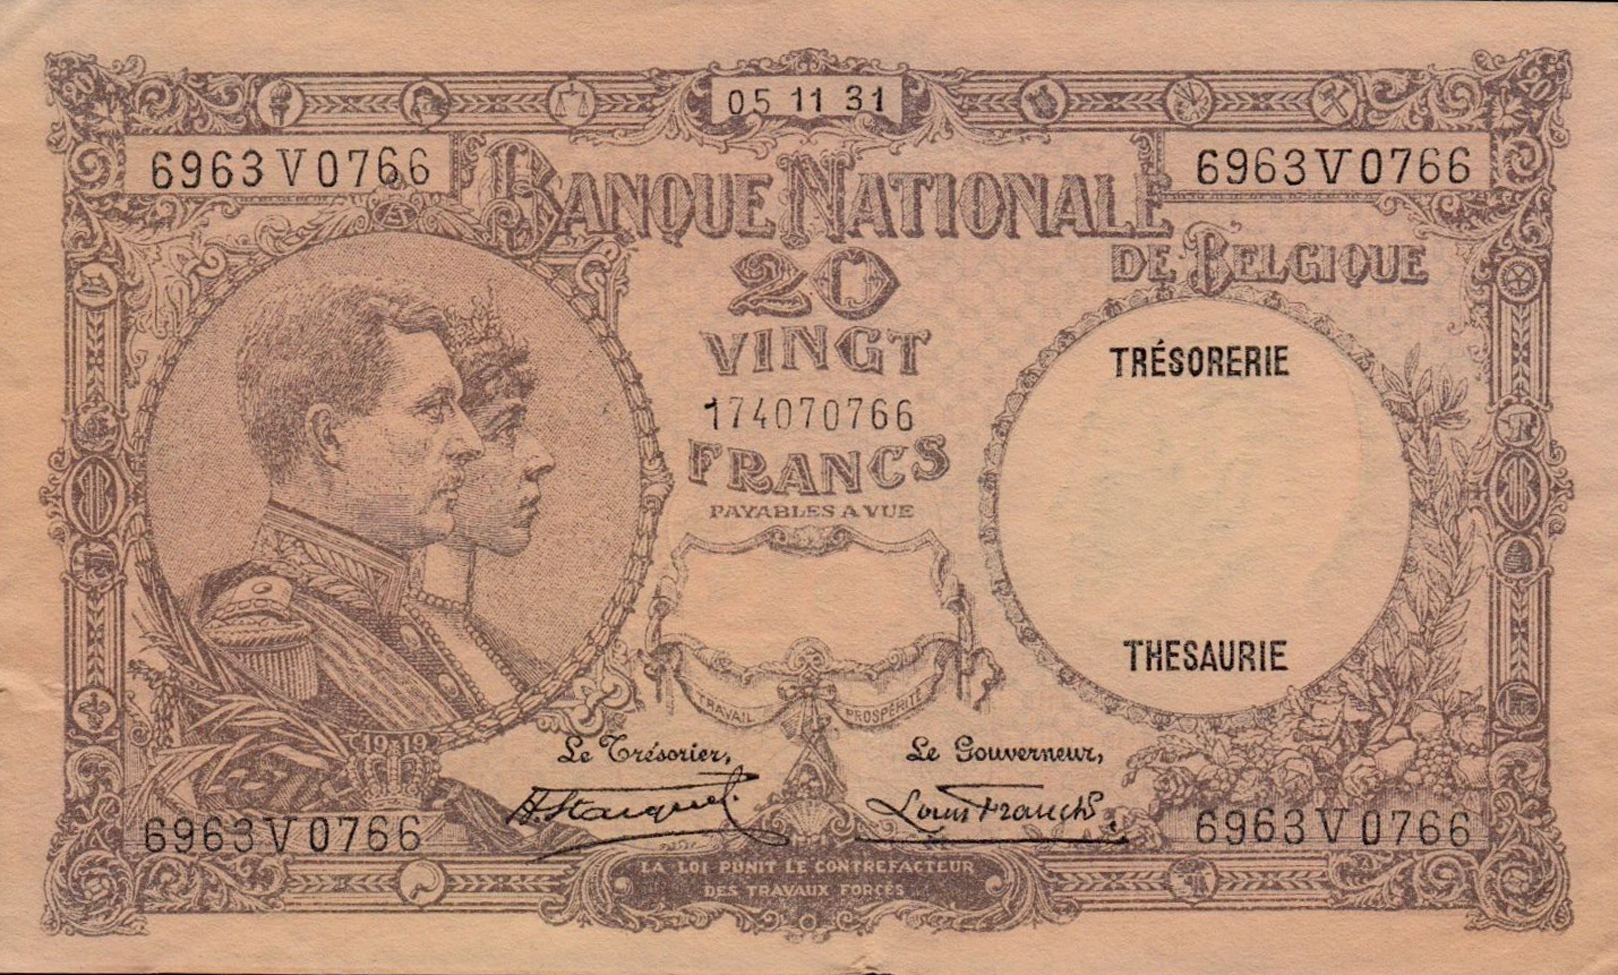 05 11 31
6963 V 0766
6963 V 0766
BANQUE NATIONALE
DE BELGIQUE
20
VINGT
TRÉSORERIE
174070766
FRANCS
PAYABLES A VUE
THESAURIE
TRAVAIL PROSPÉRITÉ
1919
Le Trésorier,
Le Gouverneur,
Louis Franck
6963 V 0766
6963 V 0766
LA LOI PUNIT LE CONTREFACTEUR
DES TRAVAUX FORCÉS